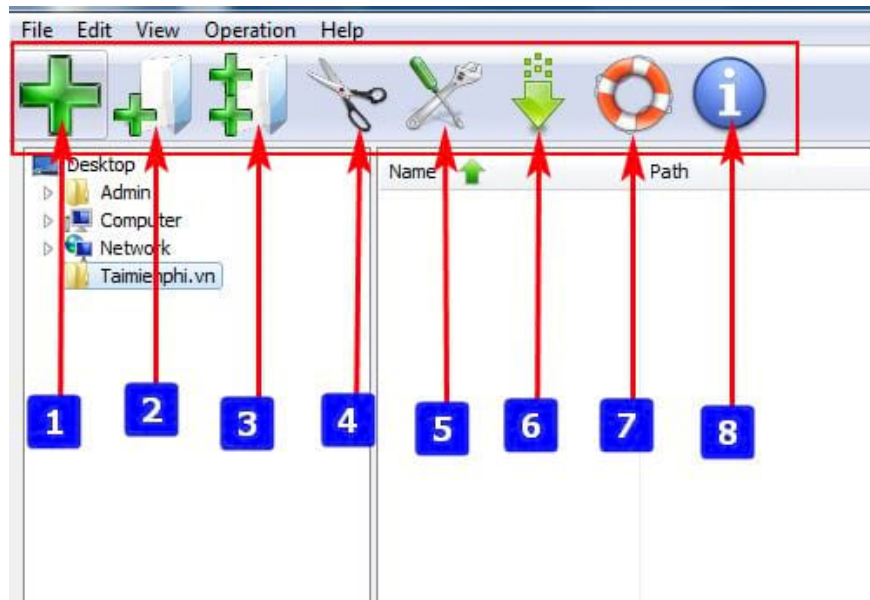 File Edit View Operation Help
Desktop
Admin
Computer
Network
Taimienphi.vn
Name Path
1 2 3 4 5 6 7 8